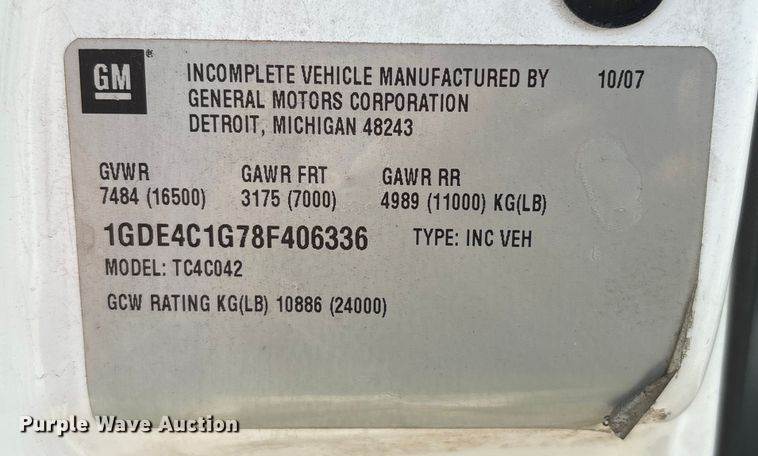 GM ®
INCOMPLETE VEHICLE MANUFACTURED BY 10/07
GENERAL MOTORS CORPORATION
DETROIT, MICHIGAN 48243
GVWR GAWR FRT GAWR RR
7484 (16500) 3175 (7000) 4989 (11000) KG(LB)
1GDE4C1G78F406336 TYPE: INC VEH
MODEL: TC4C042
GCW RATING KG(LB) 10886 (24000)
Purple Wave Auction